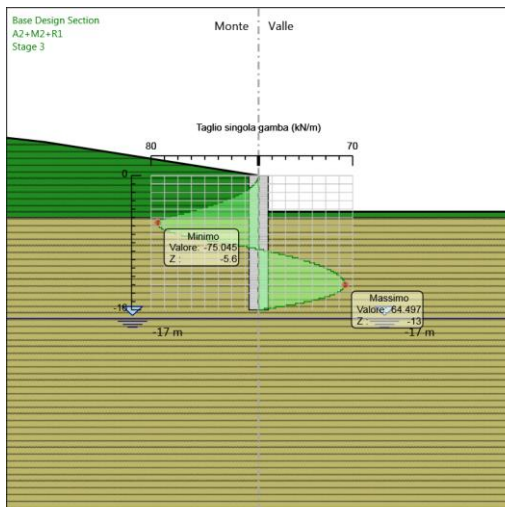 Base Design Section
A2+M2+R1
Stage 3
Monte
Valle
Taglio singola gamba (kN/m)
80
70
0
Minimo
Valore: -75.045
Z : -5.6
Massimo
Valore: 64.497
Z : -13
-17 m
-17 m